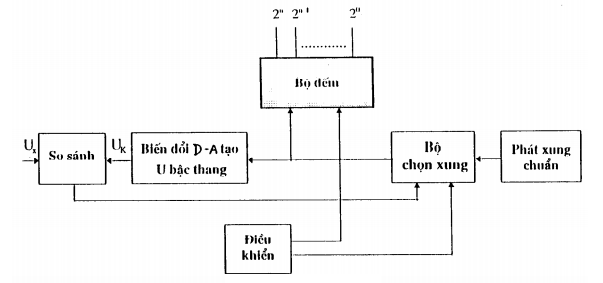 2ⁿ 2ⁿ⁻¹ ............ 2⁰
Bộ đếm
Uₓ
So sánh
U_K
Biến đổi D-A tạo
U bậc thang
Bộ
chọn xung
Phát xung
chuẩn
Điều
khiển